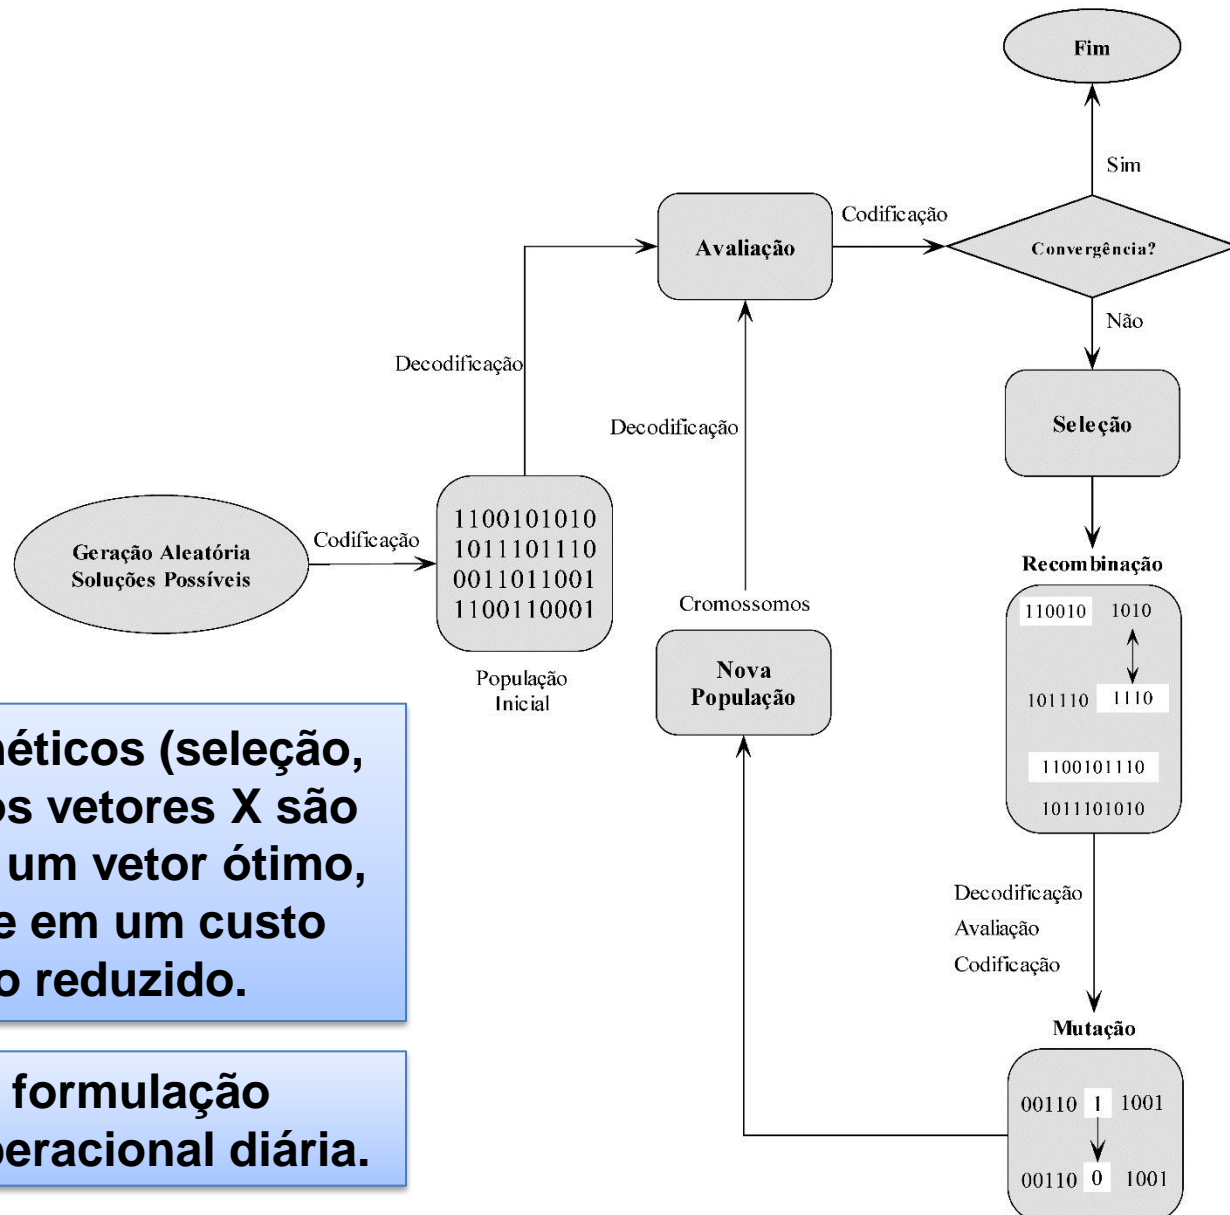 Fim
Sim
Codificação
Avaliação
Convergência?
Não
Decodificação
Seleção
Decodificação
Geração Aleatória
Soluções Possíveis
Codificação
1100101010
1011101110
0011011001
1100110001
População
Inicial
Cromossomos
Nova
População
Recombinação
110010 1010
101110 1110
1100101110
1011101010
Decodificação
Avaliação
Codificação
Mutação
00110 1 1001
00110 0 1001
néticos (seleção,
os vetores X são
um vetor ótimo,
e em um custo
o reduzido.
formulação
peracional diária.